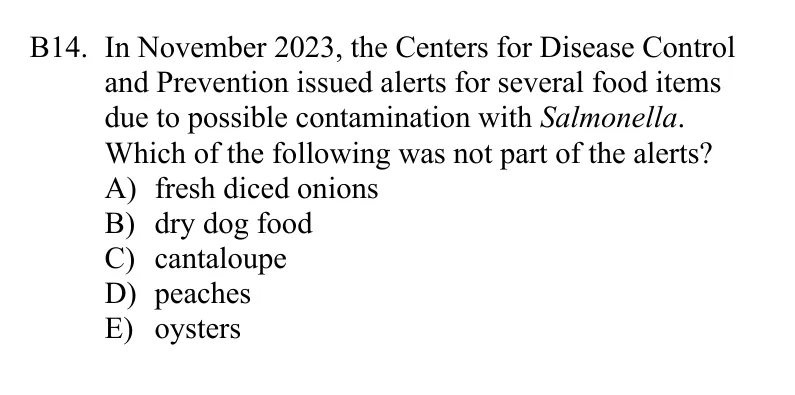 B14. In November 2023, the Centers for Disease Control
and Prevention issued alerts for several food items
due to possible contamination with Salmonella.
Which of the following was not part of the alerts?
A) fresh diced onions
B) dry dog food
C) cantaloupe
D) peaches
E) oysters